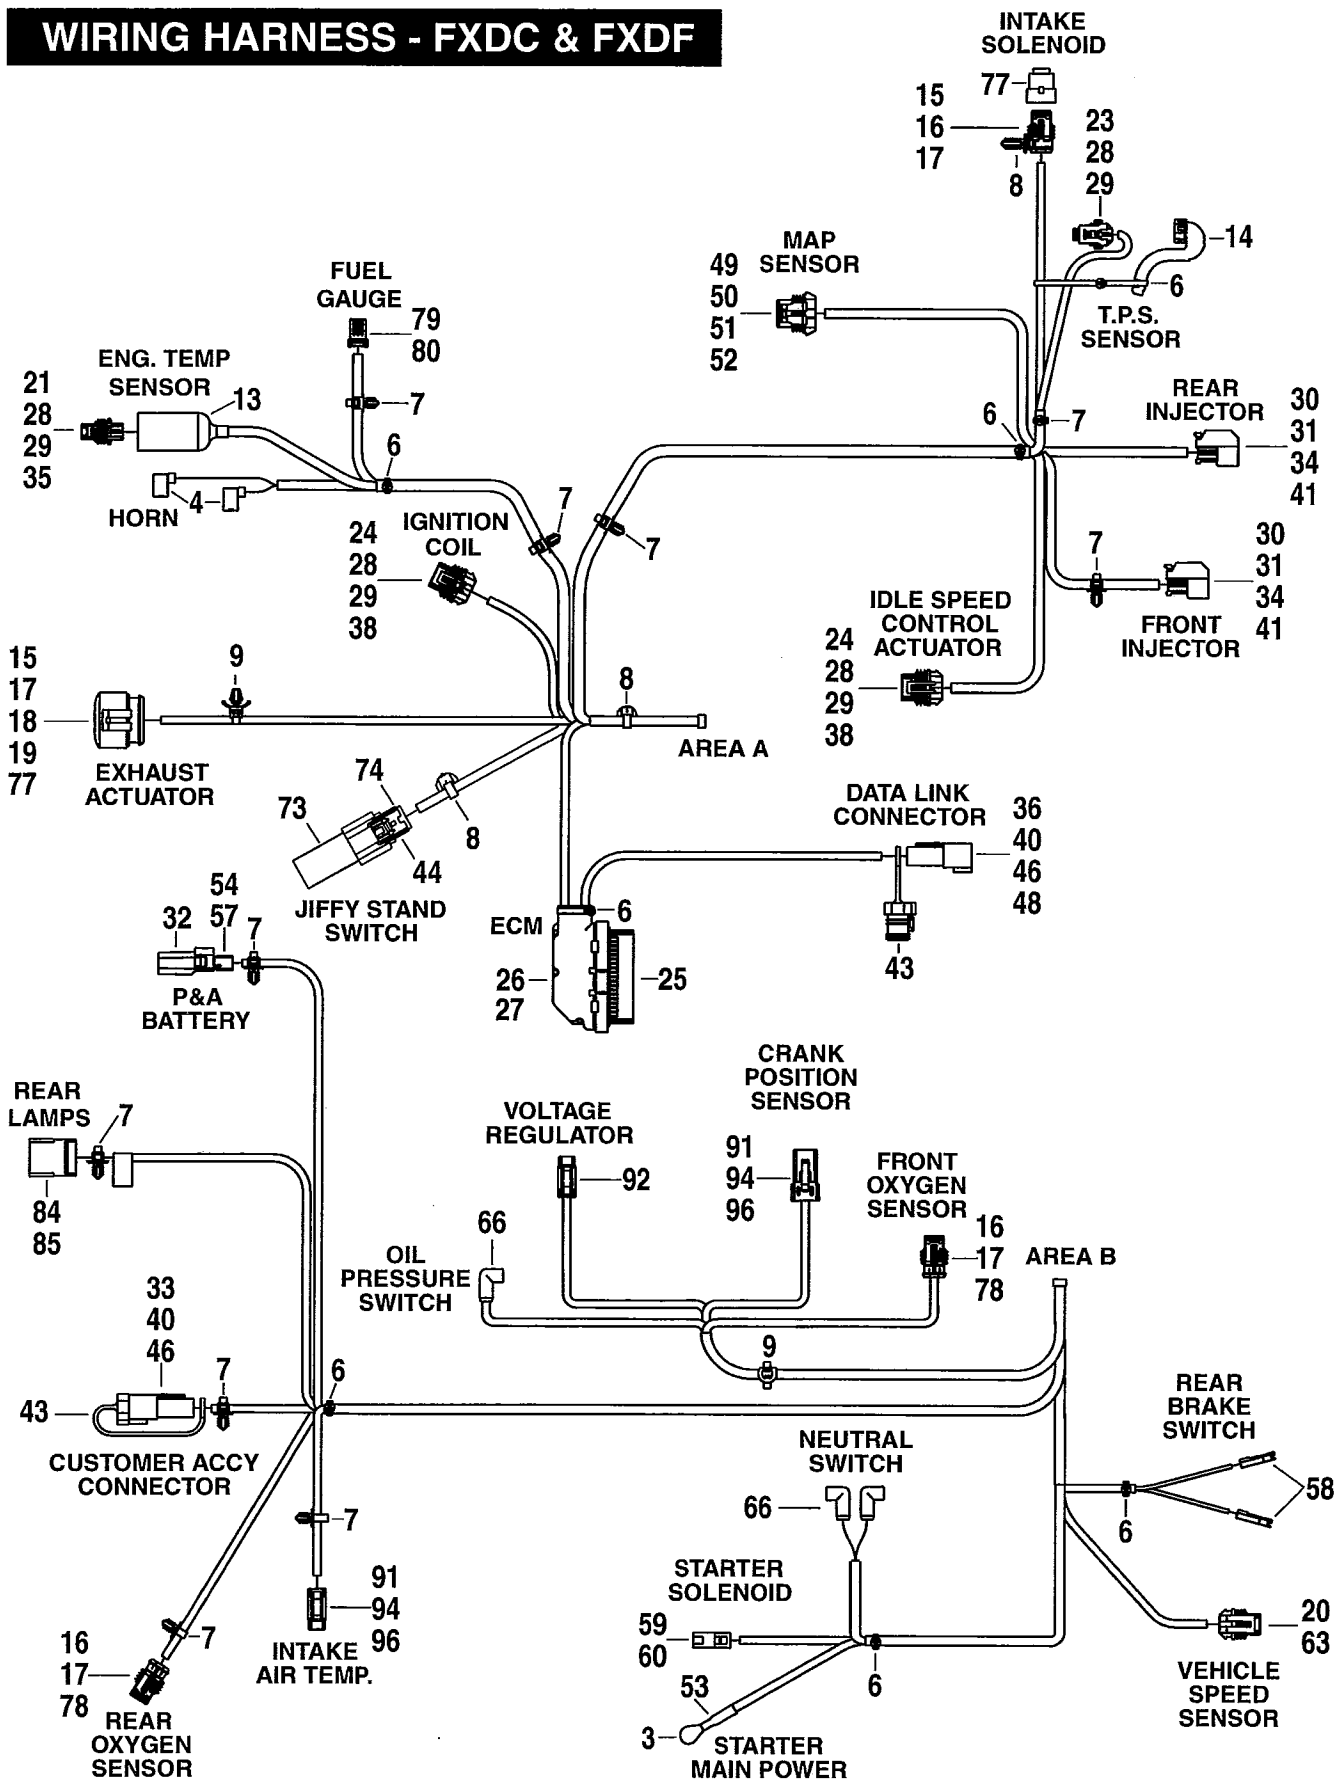 WIRING HARNESS - FXDC & FXDF
INTAKE
SOLENOID
77
15
16
17
8
23
28
29
14
6
T.P.S.
SENSOR
MAP
SENSOR
49
50
51
52
FUEL
GAUGE
79
80
7
ENG. TEMP
SENSOR
13
21
28
29
35
6
4
HORN
6
7
REAR
INJECTOR
30
31
34
41
IGNITION
COIL
24
28
29
38
7
7
7
30
31
34
41
FRONT
INJECTOR
IDLE SPEED
CONTROL
ACTUATOR
24
28
29
38
15
17
18
19
77
9
EXHAUST
ACTUATOR
8
AREA A
74
73
8
44
JIFFY STAND
SWITCH
DATA LINK
CONNECTOR
36
40
46
48
43
ECM
6
26
27
25
54
57
32
7
P&A
BATTERY
REAR
LAMPS
7
84
85
CRANK
POSITION
SENSOR
91
94
96
VOLTAGE
REGULATOR
92
FRONT
OXYGEN
SENSOR
16
17
78
66
OIL
PRESSURE
SWITCH
AREA B
33
40
46
7
6
43
CUSTOMER ACCY
CONNECTOR
9
REAR
BRAKE
SWITCH
58
6
NEUTRAL
SWITCH
66
7
91
94
96
INTAKE
AIR TEMP.
7
16
17
78
REAR
OXYGEN
SENSOR
STARTER
SOLENOID
59
60
6
53
3
STARTER
MAIN POWER
20
63
VEHICLE
SPEED
SENSOR